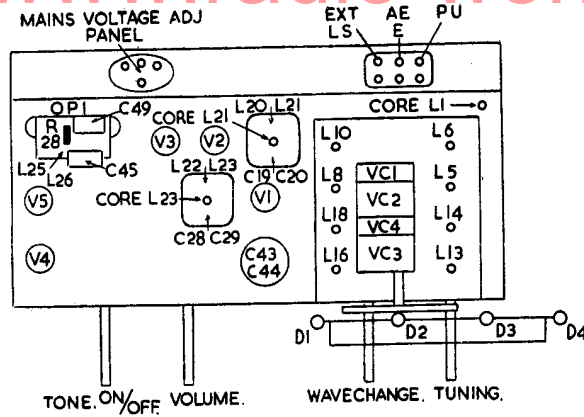 MAINS VOLTAGE ADJ
PANEL
EXT AE PU
LS E
OP1 C49
R
28
CORE L21
L20 L21
CORE L1
V3 V2
L10 L6
L25
L26
C45
L22 L23
C19 C20
L8 VC1 L5
VC2
V5
CORE L23
V1
L18 VC4 L14
C28 C29
V4
C43
C44
L16 VC3 L13
D1 D2 D3 D4
TONE. ON/OFF. VOLUME. WAVECHANGE. TUNING.